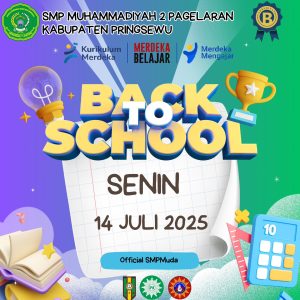 SMP MUHAMMADIYAH 2 PAGELARAN
KABUPATEN PRINGSEWU
Kurikulum Merdeka
MERDEKA BELAJAR
Merdeka Mengajar
BACK
TO
SCHOOL
SENIN
14 JULI 2025
10
Official SMPMuda